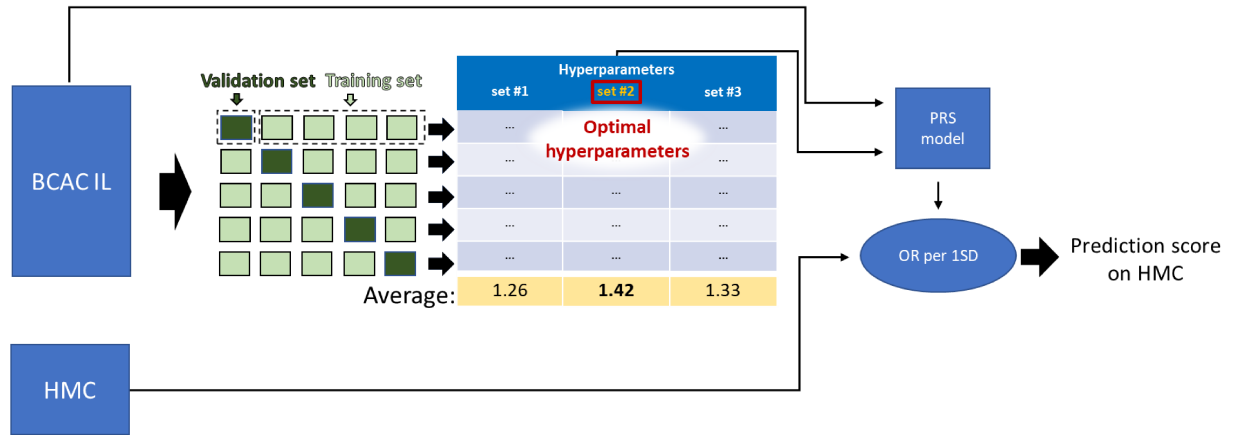 Validation set Training set
Hyperparameters
set #1 set #2 set #3
... Optimal ...
hyperparameters
... ...
... ... ...
... ... ...
... ... ...
Average: 1.26 1.42 1.33
BCAC IL
HMC
PRS
model
OR per 1SD
Prediction score
on HMC